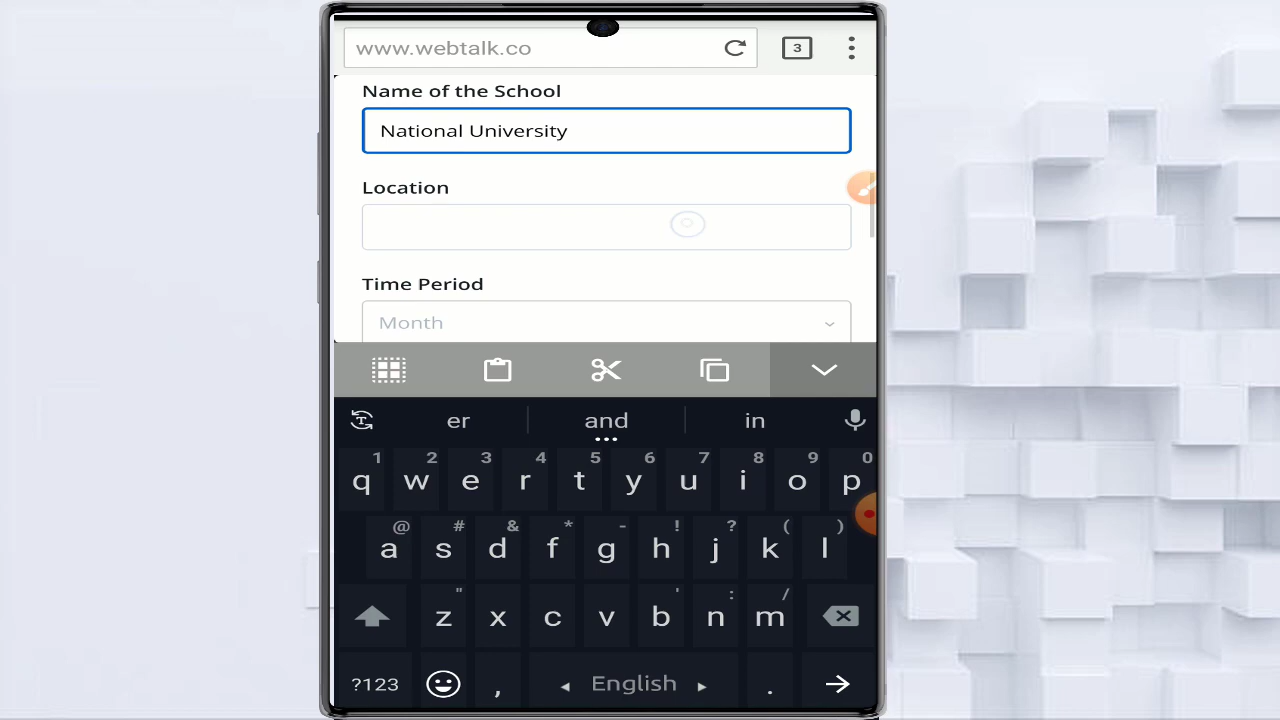 www.webtalk.co
3
Name of the School
National University
Location
Time Period
Month
er and in
1 2 3 4 5 6 7 8 9 0
q w e r t y u i o p
@ # & * - ! ? ( )
a s d f g h j k l
" ' : /
z x c v b n m
?123 , ◂ English ▸ .